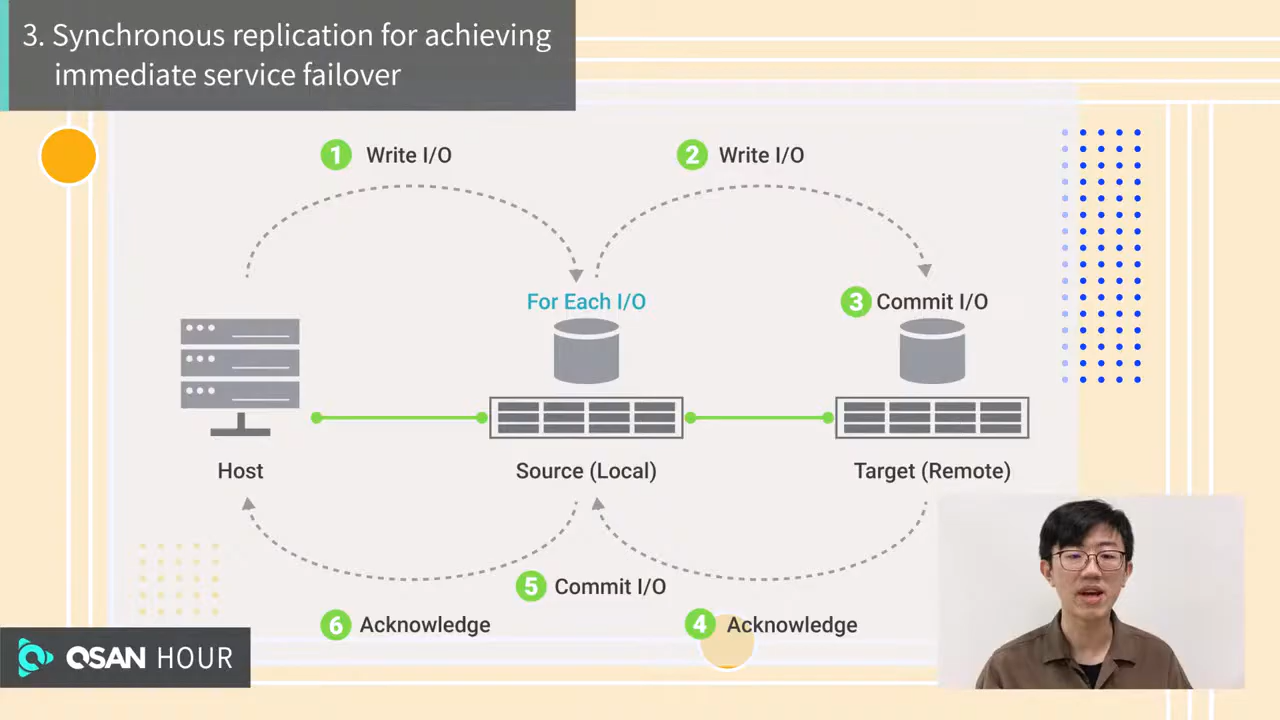 3. Synchronous replication for achieving
immediate service failover
1 Write I/O
2 Write I/O
For Each I/O
3 Commit I/O
Host
Source (Local)
Target (Remote)
5 Commit I/O
6 Acknowledge
4 Acknowledge
QSAN HOUR